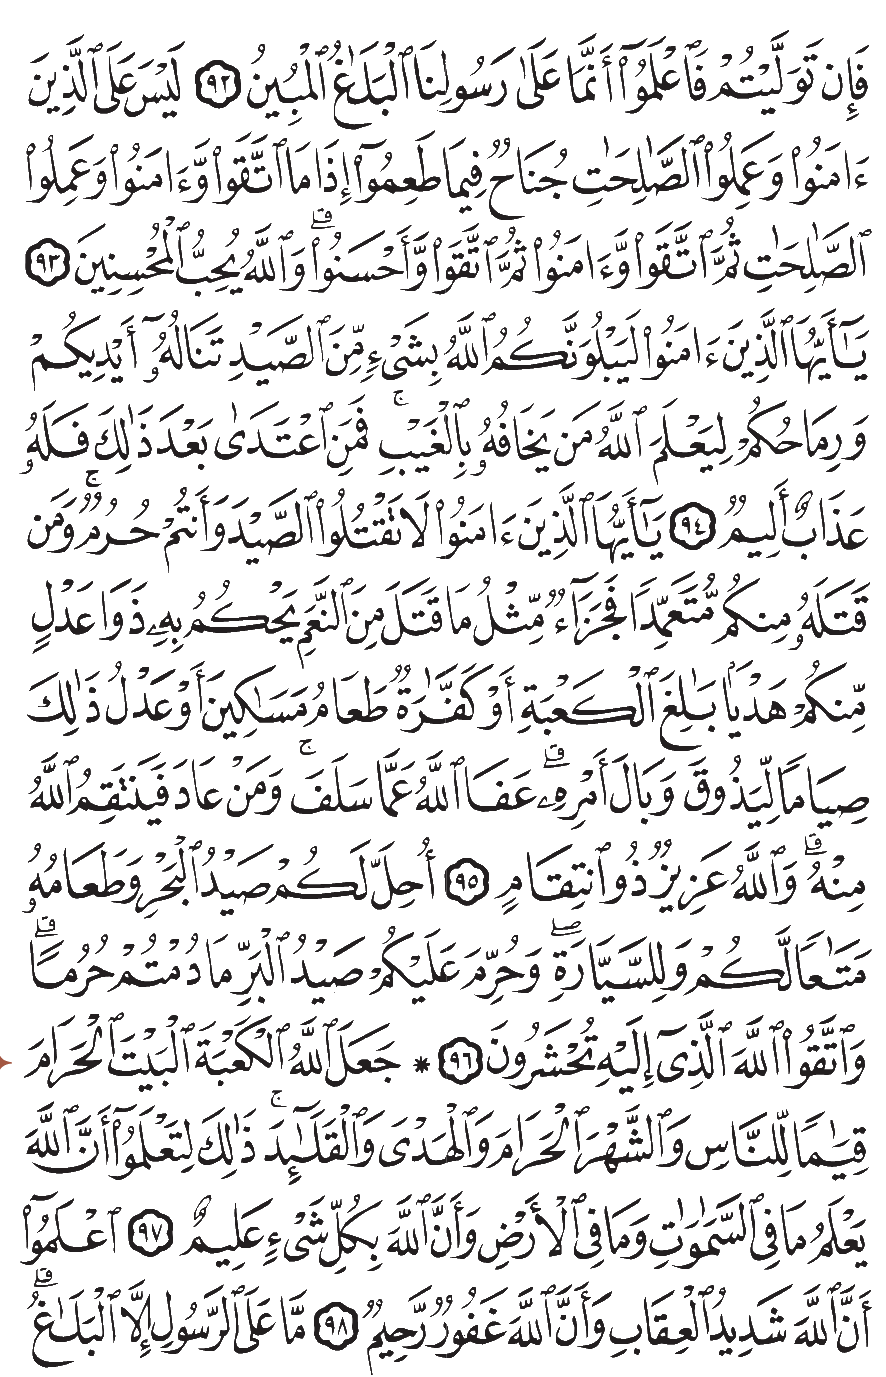 فَإِن تَوَلَّيْتُمْ فَٱعْلَمُوٓا۟ أَنَّمَا عَلَىٰ رَسُولِنَا ٱلْبَلَـٰغُ ٱلْمُبِينُ ٩٢ لَيْسَ عَلَى ٱلَّذِينَ
ءَامَنُوا۟ وَعَمِلُوا۟ ٱلصَّـٰلِحَـٰتِ جُنَاحٌ فِيمَا طَعِمُوٓا۟ إِذَا مَا ٱتَّقَوا۟ وَّءَامَنُوا۟ وَعَمِلُوا۟
ٱلصَّـٰلِحَـٰتِ ثُمَّ ٱتَّقَوا۟ وَّءَامَنُوا۟ ثُمَّ ٱتَّقَوا۟ وَّأَحْسَنُوا۟ ۗ وَٱللَّهُ يُحِبُّ ٱلْمُحْسِنِينَ ٩٣
يَـٰٓأَيُّهَا ٱلَّذِينَ ءَامَنُوا۟ لَيَبْلُوَنَّكُمُ ٱللَّهُ بِشَىْءٍ مِّنَ ٱلصَّيْدِ تَنَالُهُۥٓ أَيْدِيكُمْ
وَرِمَاحُكُمْ لِيَعْلَمَ ٱللَّهُ مَن يَخَافُهُۥ بِٱلْغَيْبِ ۚ فَمَنِ ٱعْتَدَىٰ بَعْدَ ذَٰلِكَ فَلَهُۥ
عَذَابٌ أَلِيمٌ ٩٤ يَـٰٓأَيُّهَا ٱلَّذِينَ ءَامَنُوا۟ لَا تَقْتُلُوا۟ ٱلصَّيْدَ وَأَنتُمْ حُرُمٌ ۚ وَمَن
قَتَلَهُۥ مِنكُم مُّتَعَمِّدًا فَجَزَآءٌ مِّثْلُ مَا قَتَلَ مِنَ ٱلنَّعَمِ يَحْكُمُ بِهِۦ ذَوَا عَدْلٍ
مِّنكُمْ هَدْيًۢا بَـٰلِغَ ٱلْكَعْبَةِ أَوْ كَفَّـٰرَةٌ طَعَامُ مَسَـٰكِينَ أَوْ عَدْلُ ذَٰلِكَ
صِيَامًا لِّيَذُوقَ وَبَالَ أَمْرِهِۦ ۗ عَفَا ٱللَّهُ عَمَّا سَلَفَ ۚ وَمَنْ عَادَ فَيَنتَقِمُ ٱللَّهُ
مِنْهُ ۗ وَٱللَّهُ عَزِيزٌ ذُو ٱنتِقَامٍ ٩٥ أُحِلَّ لَكُمْ صَيْدُ ٱلْبَحْرِ وَطَعَامُهُۥ
مَتَـٰعًا لَّكُمْ وَلِلسَّيَّارَةِ ۖ وَحُرِّمَ عَلَيْكُمْ صَيْدُ ٱلْبَرِّ مَا دُمْتُمْ حُرُمًا ۗ
وَٱتَّقُوا۟ ٱللَّهَ ٱلَّذِىٓ إِلَيْهِ تُحْشَرُونَ ٩٦ * جَعَلَ ٱللَّهُ ٱلْكَعْبَةَ ٱلْبَيْتَ ٱلْحَرَامَ
قِيَـٰمًا لِّلنَّاسِ وَٱلشَّهْرَ ٱلْحَرَامَ وَٱلْهَدْىَ وَٱلْقَلَـٰٓئِدَ ۚ ذَٰلِكَ لِتَعْلَمُوٓا۟ أَنَّ ٱللَّهَ
يَعْلَمُ مَا فِى ٱلسَّمَـٰوَٰتِ وَمَا فِى ٱلْأَرْضِ وَأَنَّ ٱللَّهَ بِكُلِّ شَىْءٍ عَلِيمٌ ٩٧ ٱعْلَمُوٓا۟
أَنَّ ٱللَّهَ شَدِيدُ ٱلْعِقَابِ وَأَنَّ ٱللَّهَ غَفُورٌ رَّحِيمٌ ٩٨ مَّا عَلَى ٱلرَّسُولِ إِلَّا ٱلْبَلَـٰغُ ۗ